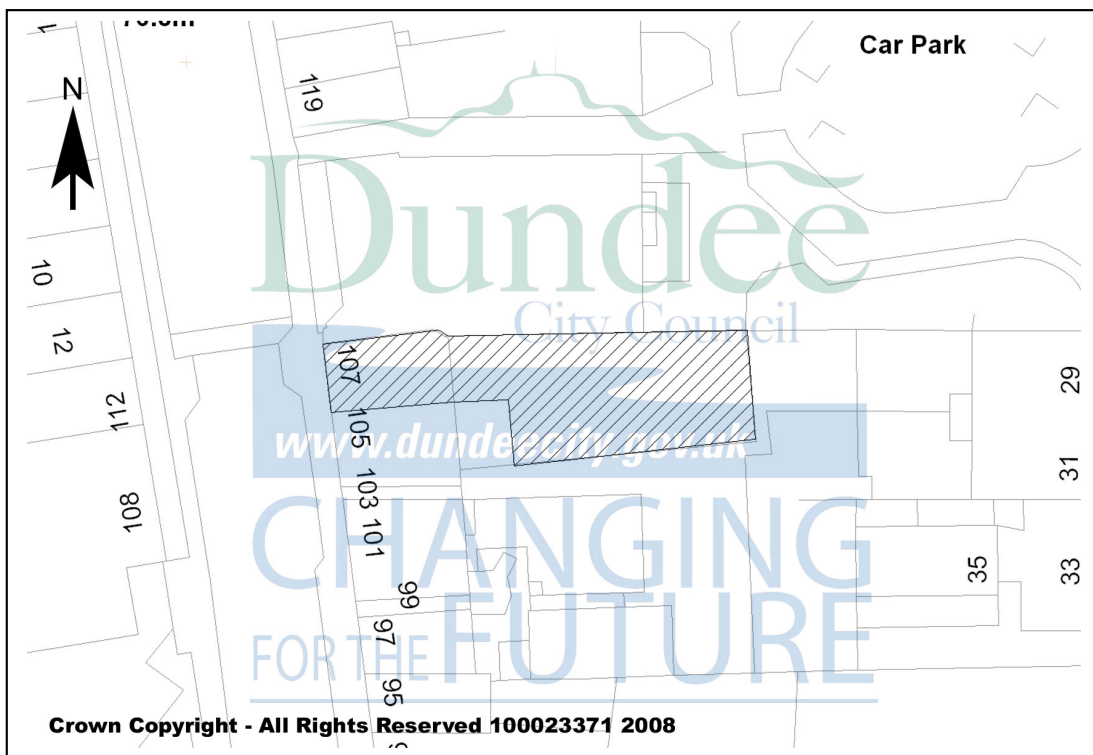 Car Park
N
119
Dundee
City Council
10
107
12
29
112
105
www.dundeecity.gov.uk
31
103
108
101
CHANGING
35
33
99
97
FOR THE FUTURE
95
Crown Copyright - All Rights Reserved 100023371 2008